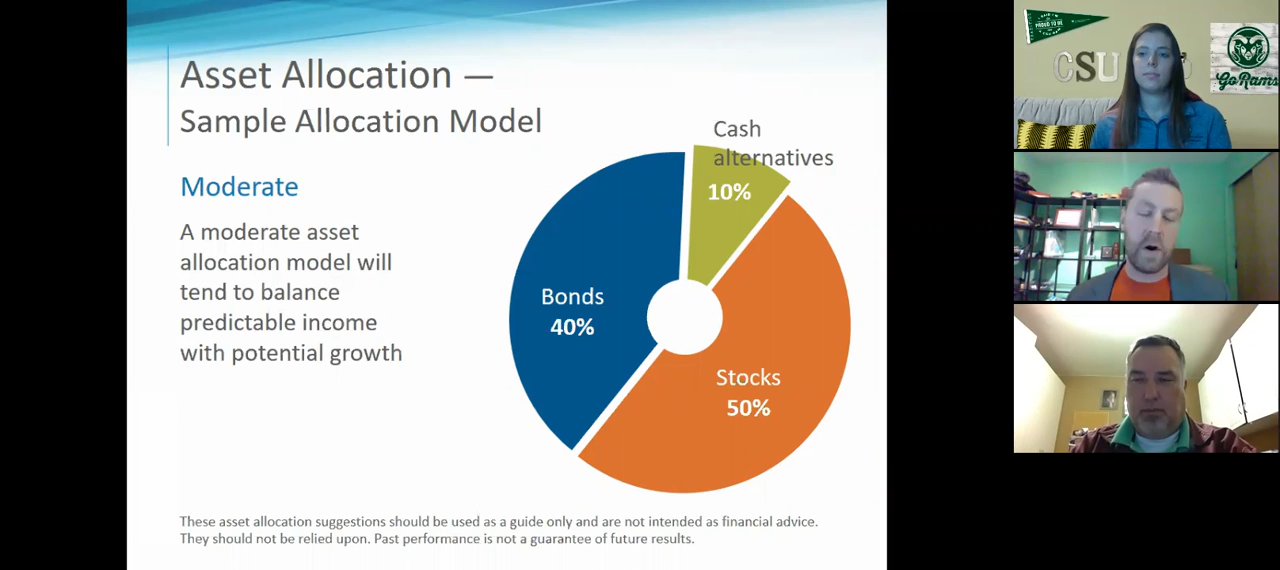 Asset Allocation —
Sample Allocation Model
Moderate
A moderate asset
allocation model will
tend to balance
predictable income
with potential growth
Cash
alternatives
10%
Bonds
40%
Stocks
50%
These asset allocation suggestions should be used as a guide only and are not intended as financial advice.
They should not be relied upon. Past performance is not a guarantee of future results.
PROUD TO BE
CSU
Go Rams